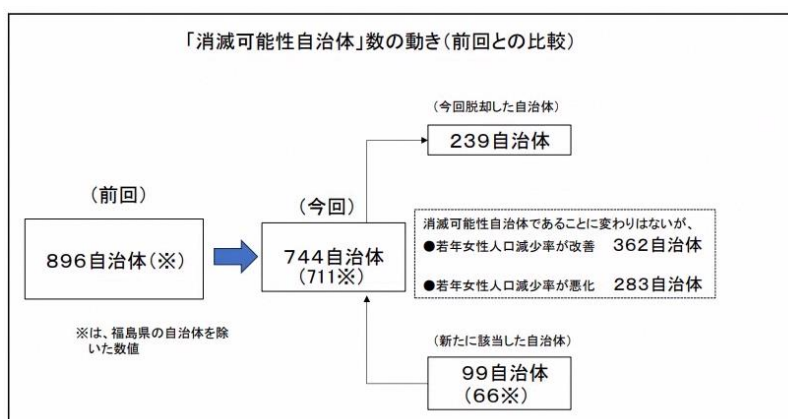 「消滅可能性自治体」数の動き(前回との比較)
(今回脱却した自治体)
239自治体
(前回)
896自治体(※)
(今回)
744自治体
(711※)
消滅可能性自治体であることに変わりはないが、
●若年女性人口減少率が改善 362自治体
●若年女性人口減少率が悪化 283自治体
※は、福島県の自治体を除
いた数値
(新たに該当した自治体)
99自治体
(66※)